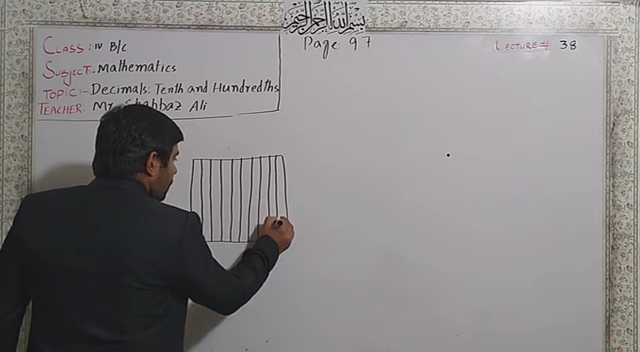 بسم الله الرحمن الرحيم
Page 97
Lecture # 38
Class :- IV B/C
Subject:- Mathematics
Topic:- Decimals: Tenth and Hundredths
Teacher: Mr. Shahbaz Ali